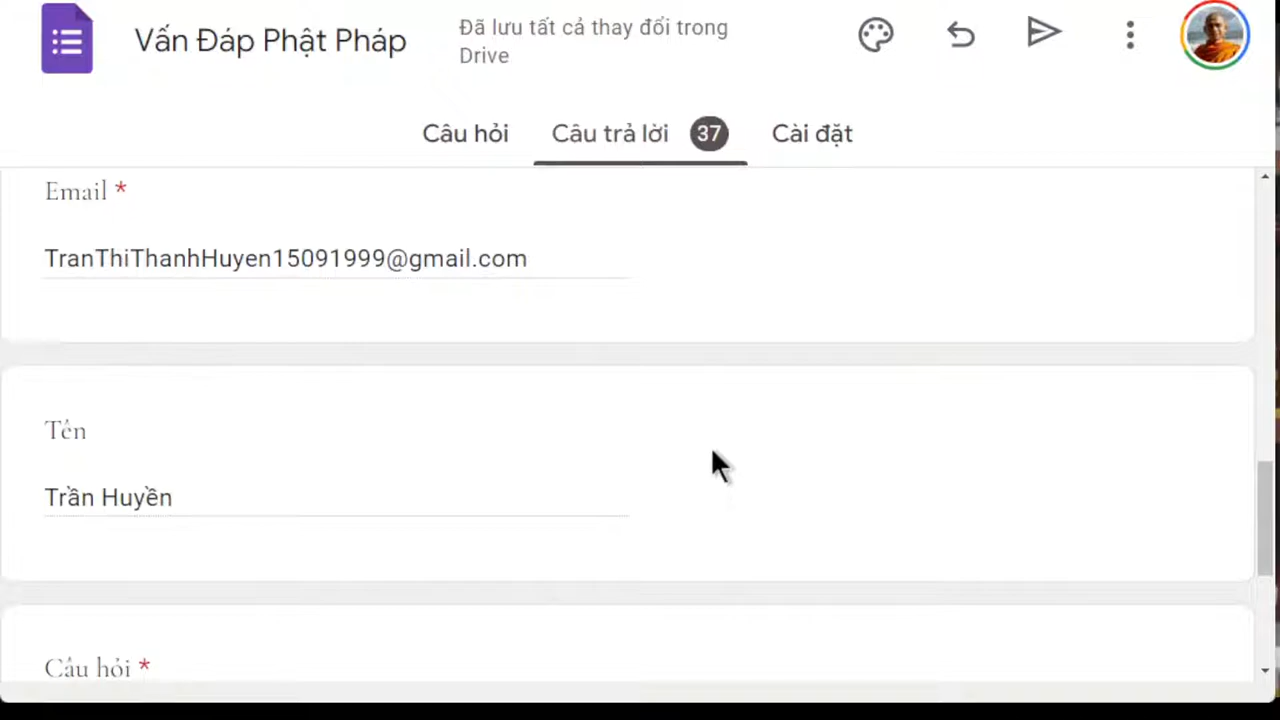 Vấn Đáp Phật Pháp
Đã lưu tất cả thay đổi trong
Drive
Câu hỏi
Câu trả lời 37
Cài đặt
Email *
TranThiThanhHuyen15091999@gmail.com
Tên
Trần Huyền
Câu hỏi *